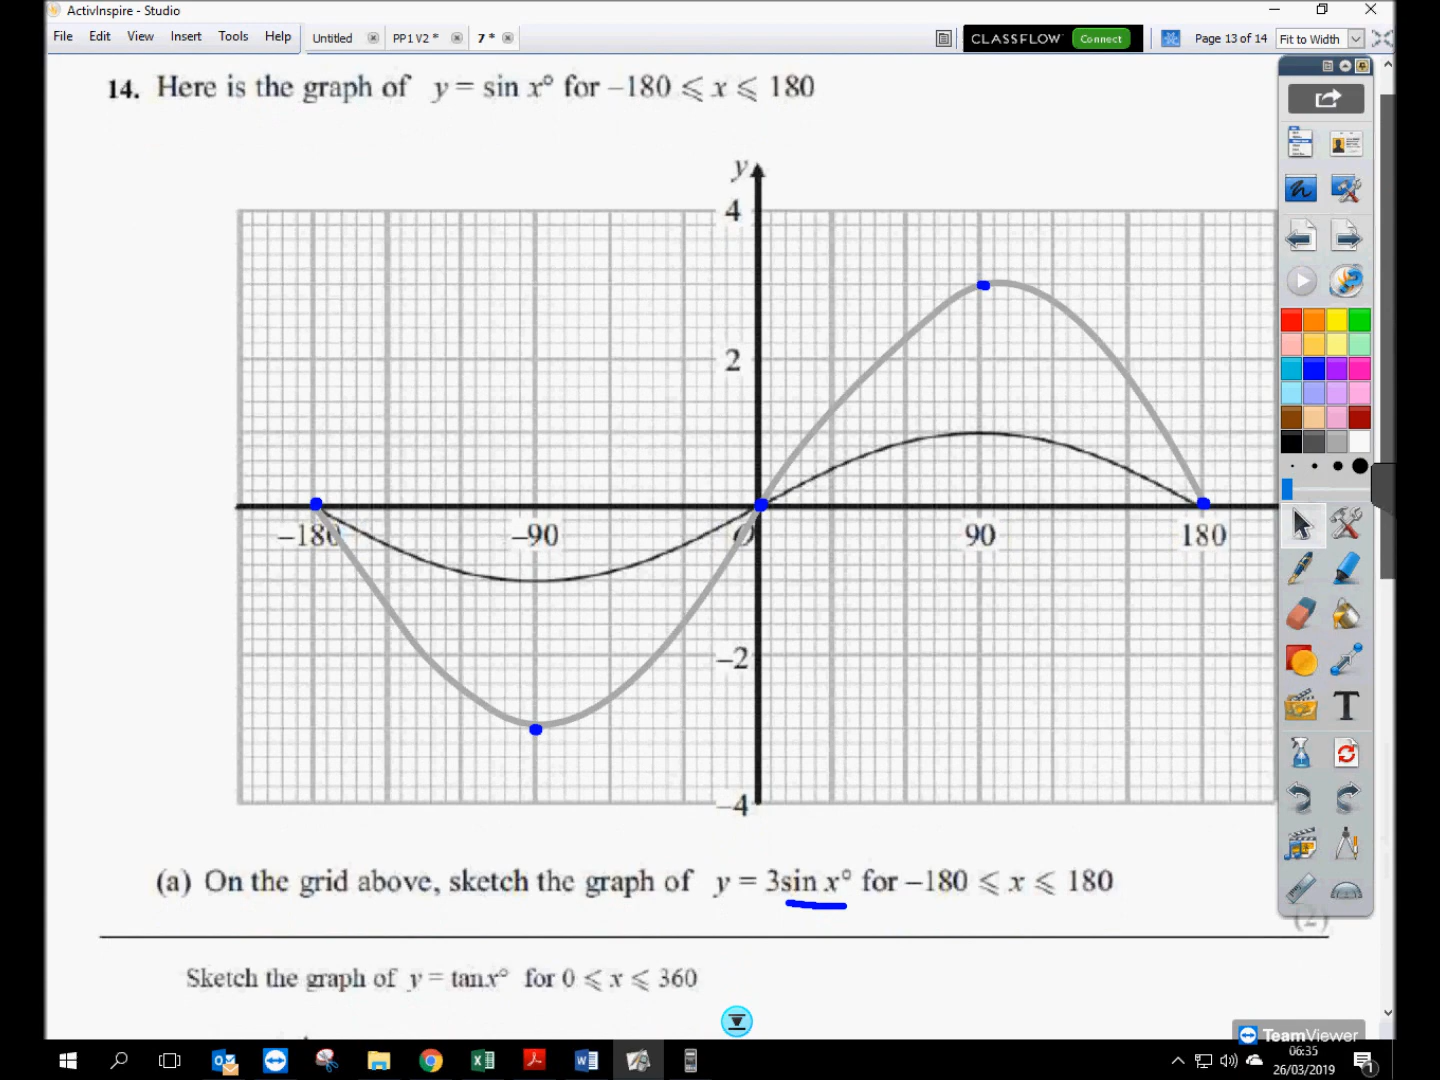 ActivInspire - Studio
File Edit View Insert Tools Help Untitled PP1 V2 * 7 * CLASSFLOW Connect Page 13 of 14 Fit to Width
14. Here is the graph of y = sin x° for –180 ⩽ x ⩽ 180
y
4
2
–180 –90 O 90 180
–2
–4
T
(a) On the grid above, sketch the graph of y = 3sin x° for –180 ⩽ x ⩽ 180
(2)
Sketch the graph of y = tan x° for 0 ⩽ x ⩽ 360
TeamViewer
06:35
26/03/2019
1